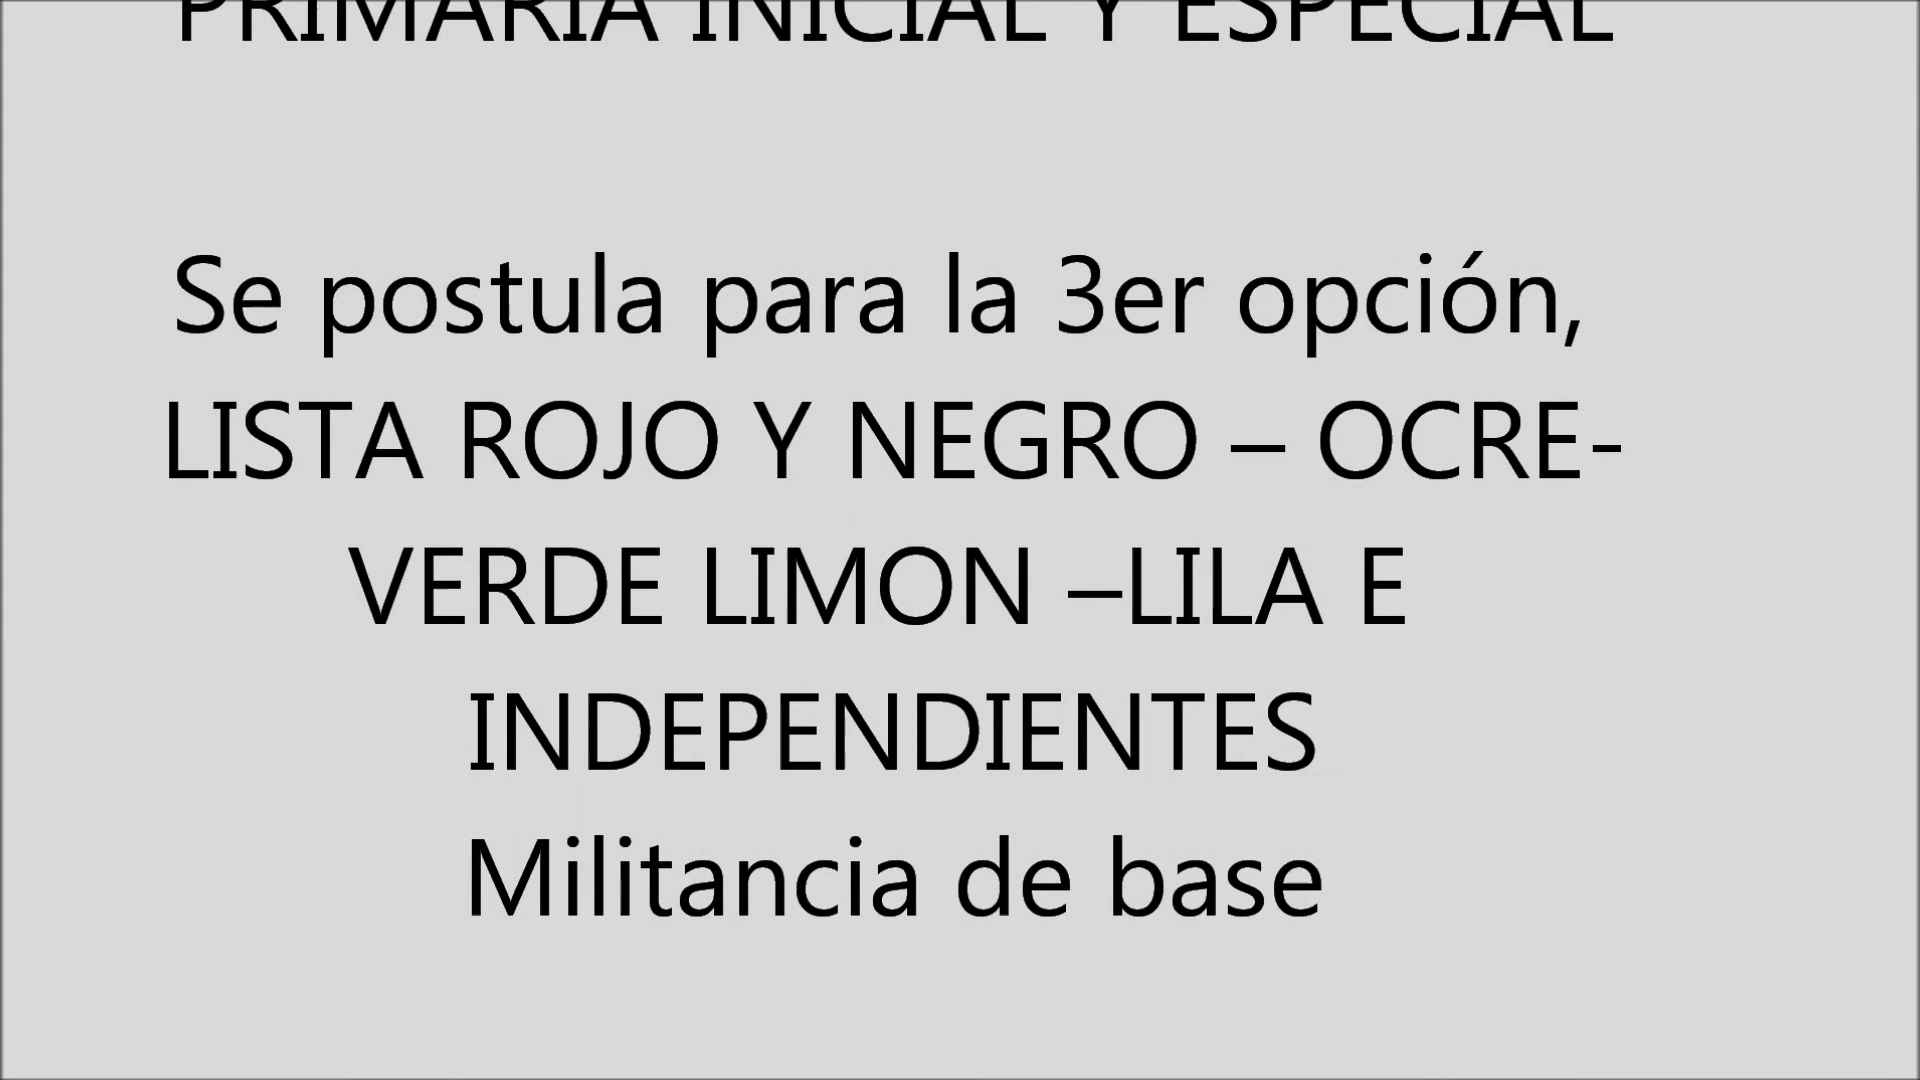 PRIMARIA INICIAL Y ESPECIAL
Se postula para la 3er opción,
LISTA ROJO Y NEGRO – OCRE-
VERDE LIMON –LILA E
INDEPENDIENTES
Militancia de base